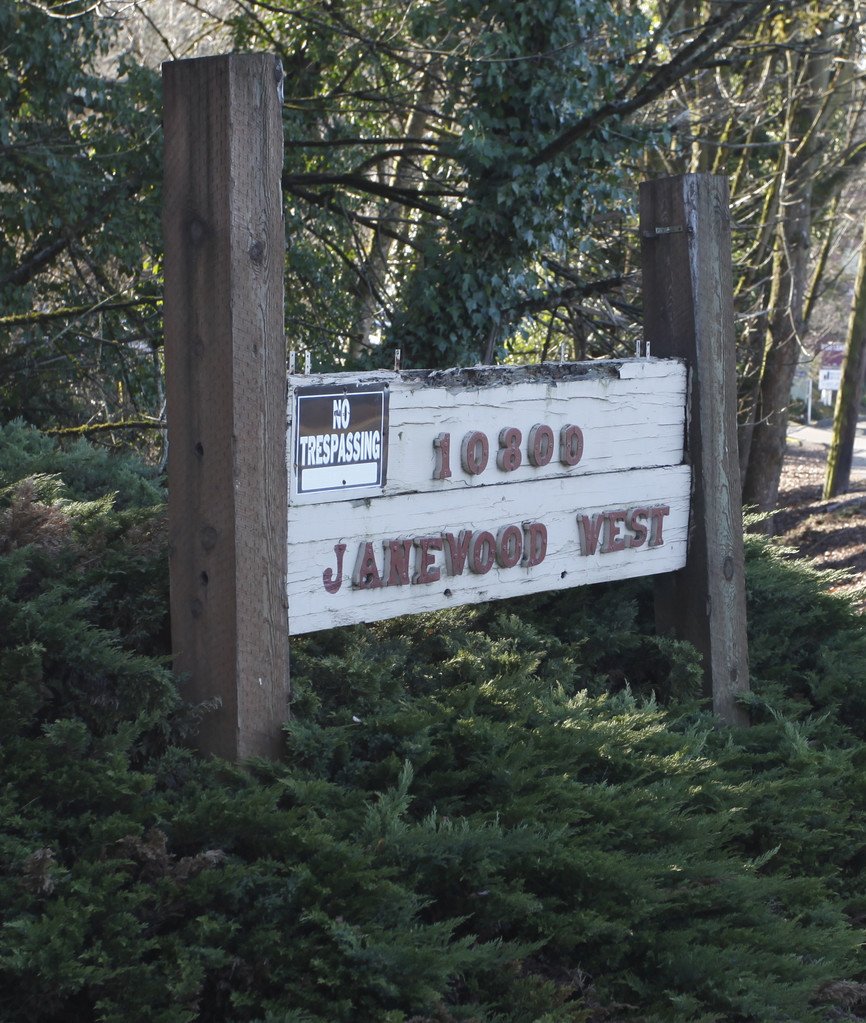 NO
TRESPASSING
10800
JANEWOOD WEST